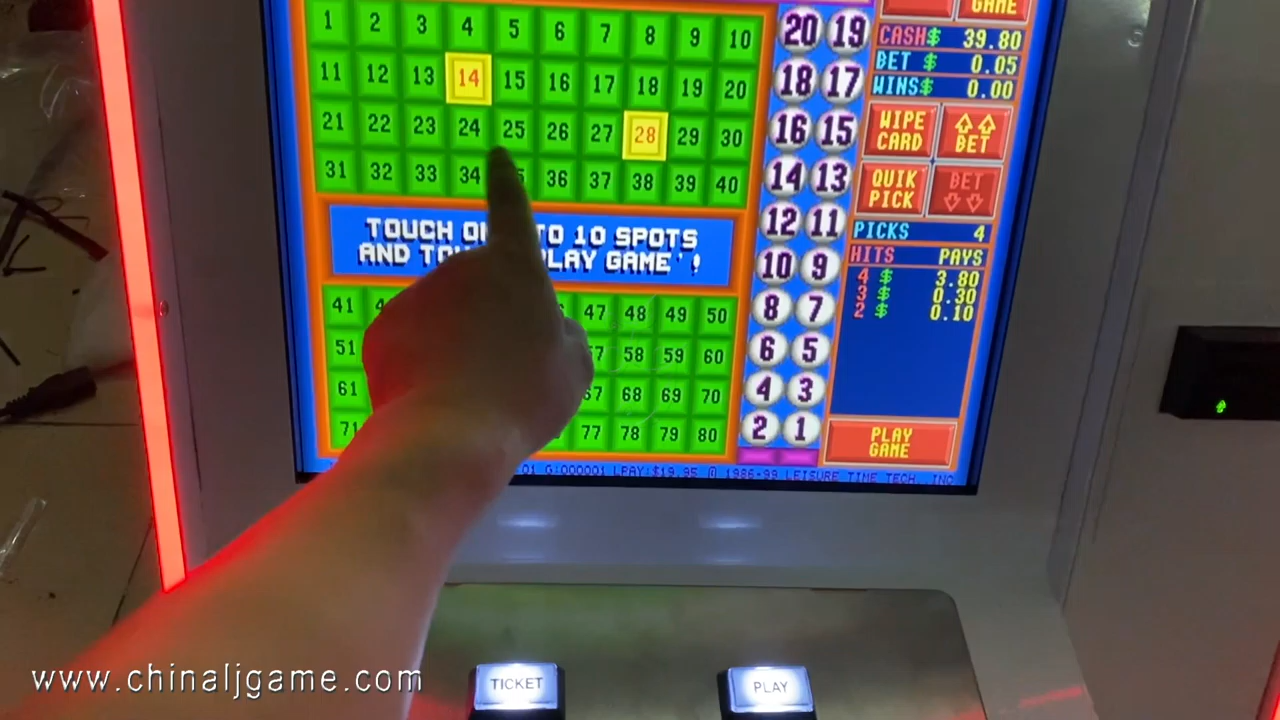 GAME
1 2 3 4 5 6 7 8 9 10
11 12 13 14 15 16 17 18 19 20
21 22 23 24 25 26 27 28 29 30
31 32 33 34 36 37 38 39 40
TOUCH TO 10 SPOTS
AND PLAY GAME' !
41 47 48 49 50
51 58 59 60
61 68 69 70
71 77 78 79 80
20 19
18 17
16 15
14 13
12 11
10 9
8 7
6 5
4 3
2 1
CASH$ 39.80
BET $ 0.05
WINS$ 0.00
WIPE CARD
BET
QUIK PICK
BET
PICKS 4
HITS PAYS
4 $ 3.80
3 $ 0.30
2 $ 0.10
PLAY GAME
G:000001 LPAY:$19.95 @ 1986-99 LEISURE TIME TECH., INC
TICKET
PLAY
www.chinaljgame.com